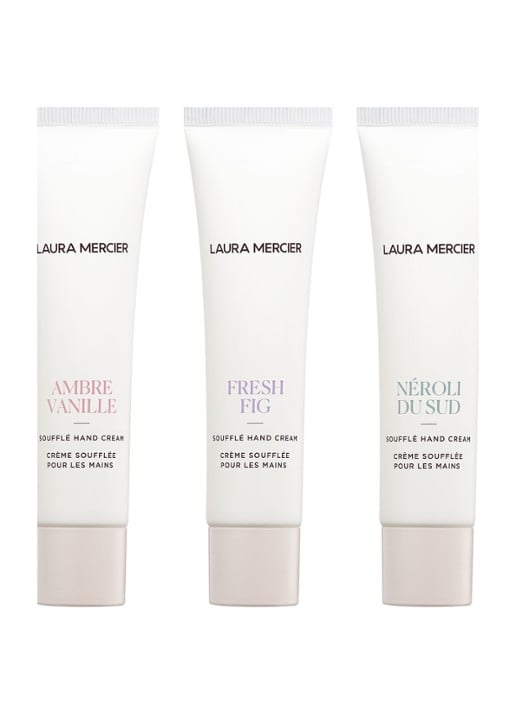 LAURA MERCIER
AMBRE
VANILLE
SOUFFLÉ HAND CREAM
CRÈME SOUFFLÉE
POUR LES MAINS
LAURA MERCIER
FRESH
FIG
SOUFFLÉ HAND CREAM
CRÈME SOUFFLÉE
POUR LES MAINS
LAURA MERCIER
NÉROLI
DU SUD
SOUFFLÉ HAND CREAM
CRÈME SOUFFLÉE
POUR LES MAINS